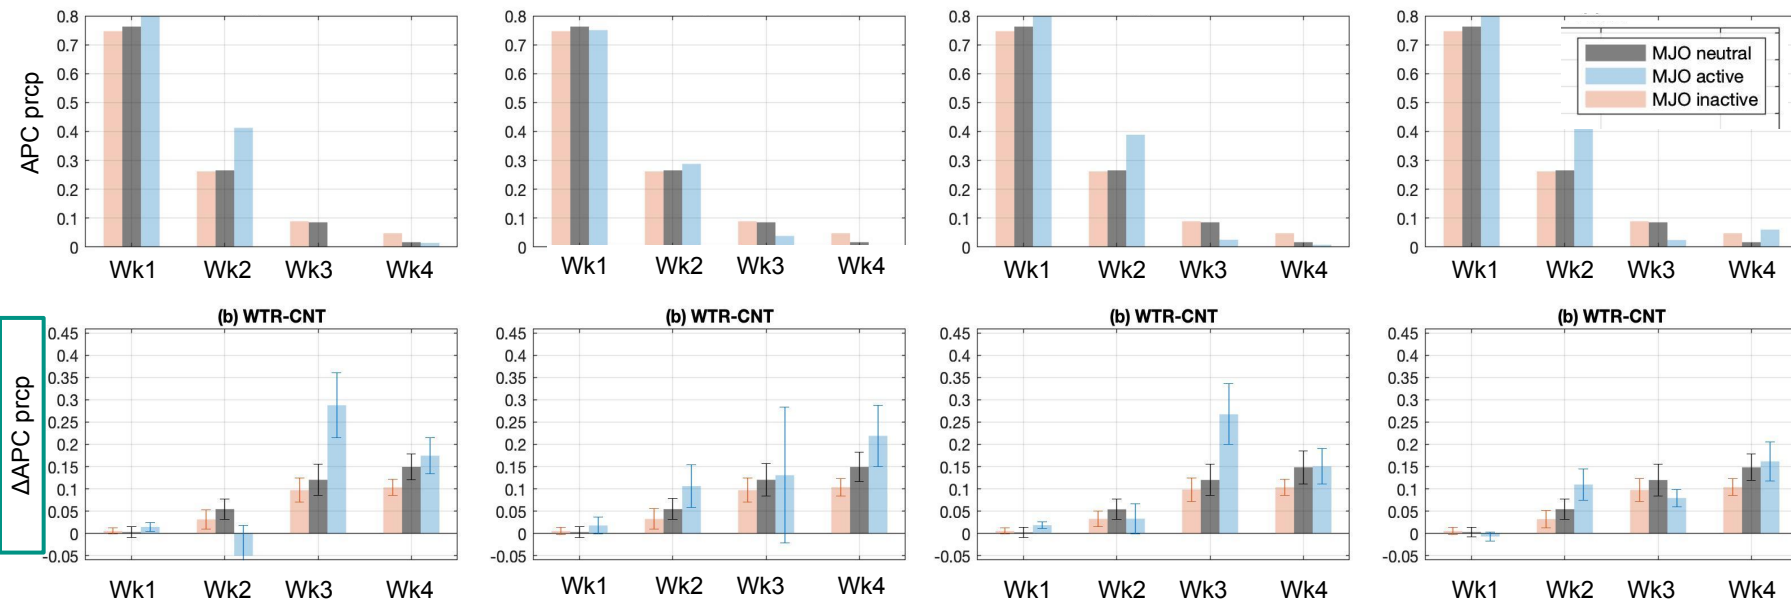 APC prcp
0.8 0.7 0.6 0.5 0.4 0.3 0.2 0.1 0
Wk1 Wk2 Wk3 Wk4
0.8 0.7 0.6 0.5 0.4 0.3 0.2 0.1 0
Wk1 Wk2 Wk3 Wk4
0.8 0.7 0.6 0.5 0.4 0.3 0.2 0.1 0
Wk1 Wk2 Wk3 Wk4
0.8 0.7 0.6 0.5 0.4 0.3 0.2 0.1 0
MJO neutral
MJO active
MJO inactive
Wk1 Wk2 Wk3 Wk4
ΔAPC prcp
(b) WTR-CNT
0.45 0.4 0.35 0.3 0.25 0.2 0.15 0.1 0.05 0 -0.05
Wk1 Wk2 Wk3 Wk4
(b) WTR-CNT
0.45 0.4 0.35 0.3 0.25 0.2 0.15 0.1 0.05 0 -0.05
Wk1 Wk2 Wk3 Wk4
(b) WTR-CNT
0.45 0.4 0.35 0.3 0.25 0.2 0.15 0.1 0.05 0 -0.05
Wk1 Wk2 Wk3 Wk4
(b) WTR-CNT
0.45 0.4 0.35 0.3 0.25 0.2 0.15 0.1 0.05 0 -0.05
Wk1 Wk2 Wk3 Wk4